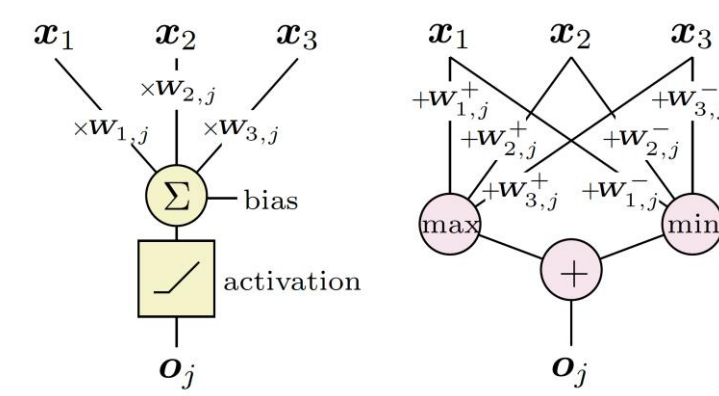 x₁ x₂ x₃ x₁ x₂ x₃
×w₂,ⱼ +w⁺₁,ⱼ +w⁻₃,
×w₁,ⱼ ×w₃,ⱼ +w⁺₂,ⱼ +w⁻₂,ⱼ
+w⁺₃,ⱼ +w⁻₁,ⱼ
Σ bias max min
activation +
oⱼ oⱼ